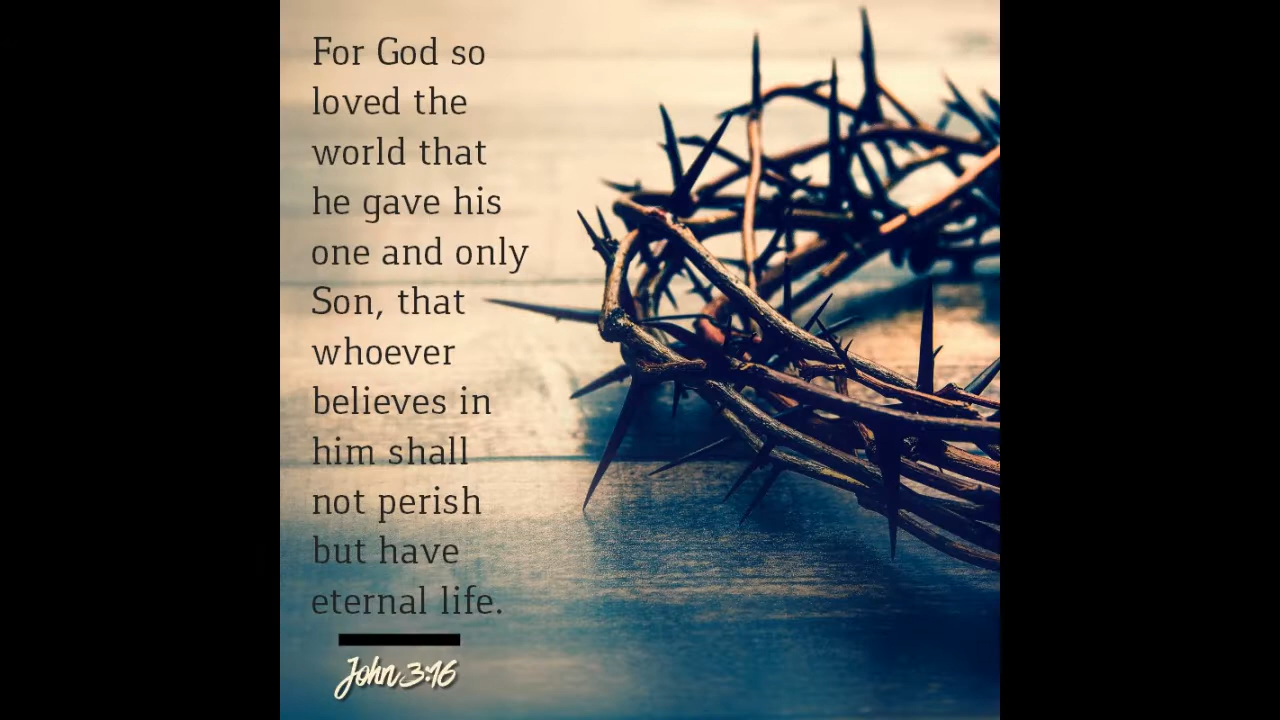 For God so
loved the
world that
he gave his
one and only
Son, that
whoever
believes in
him shall
not perish
but have
eternal life.
John 3:16